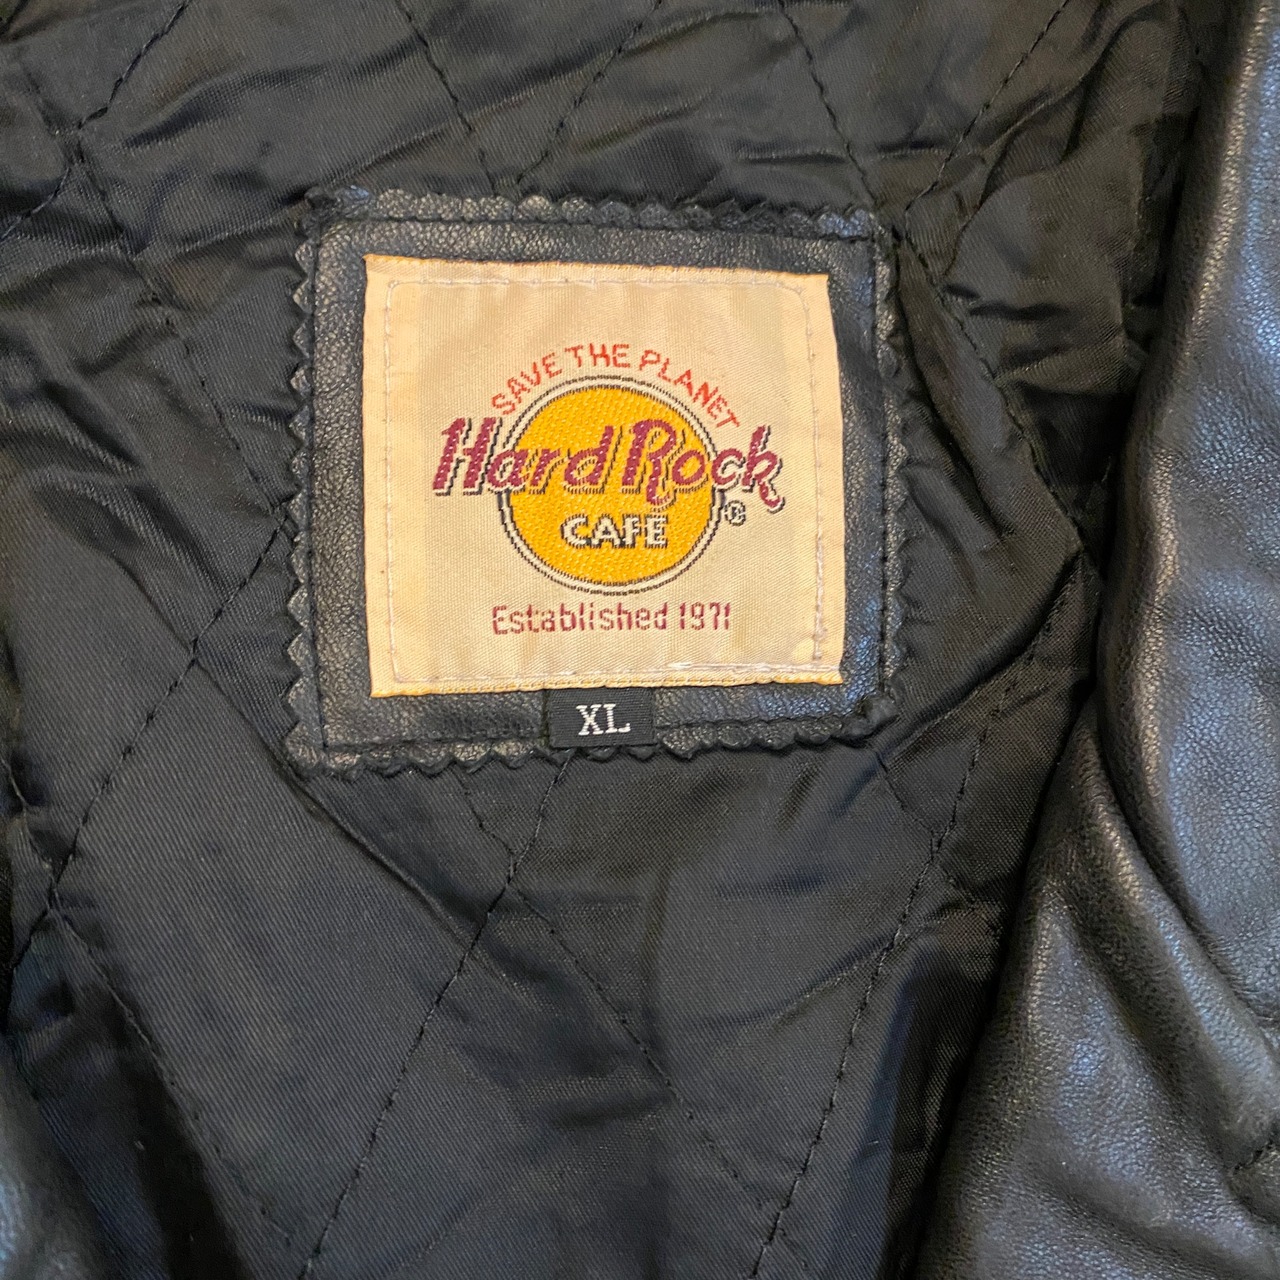 SAVE THE PLANET
Hard Rock
CAFE ®
Established 1971
XL